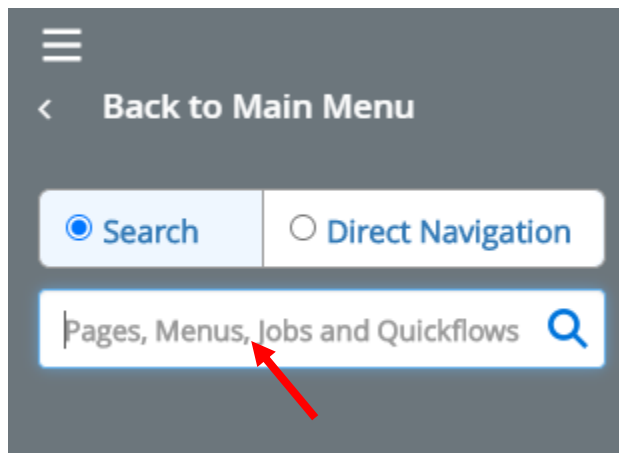 Back to Main Menu
Search
Direct Navigation
Pages, Menus, Jobs and Quickflows